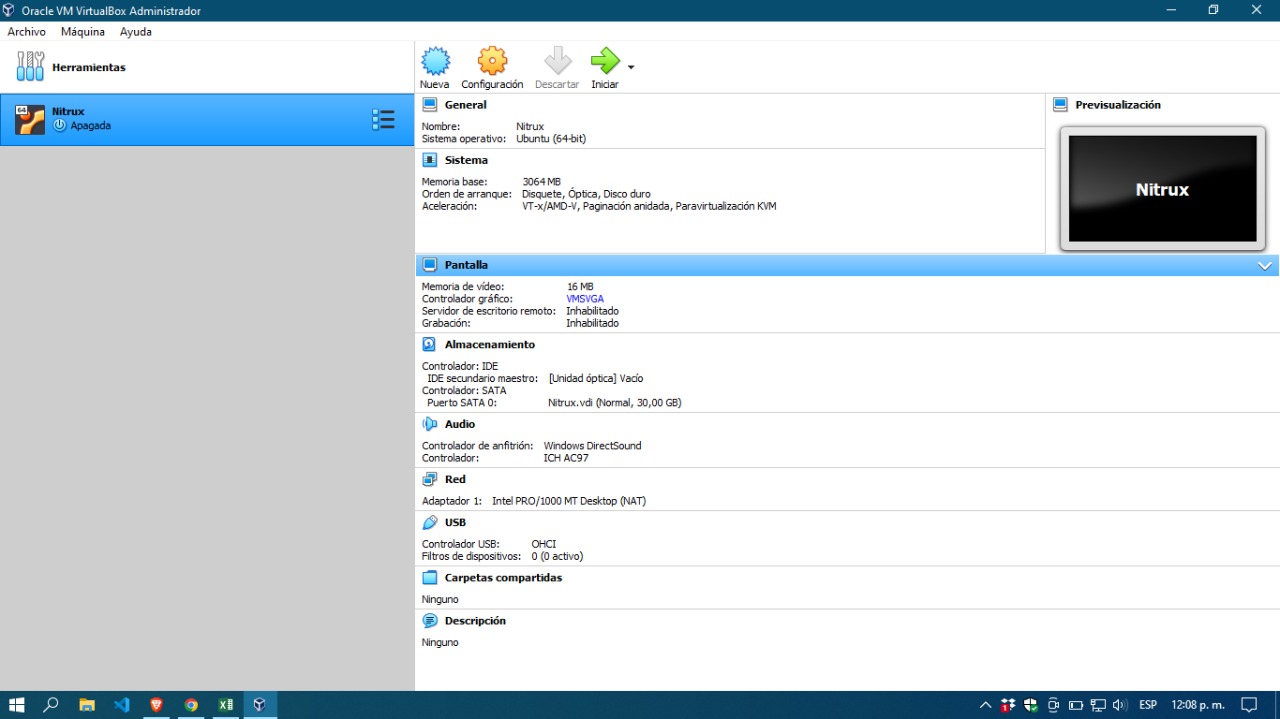 Oracle VM VirtualBox Administrador
Archivo Máquina Ayuda
Herramientas
64
Nitrux
Apagada
Nueva Configuración Descartar Iniciar
General
Nombre: Nitrux
Sistema operativo: Ubuntu (64-bit)
Sistema
Memoria base: 3064 MB
Orden de arranque: Disquete, Óptica, Disco duro
Aceleración: VT-x/AMD-V, Paginación anidada, Paravirtualización KVM
Previsualización
Nitrux
Pantalla
Memoria de vídeo: 16 MB
Controlador gráfico: VMSVGA
Servidor de escritorio remoto: Inhabilitado
Grabación: Inhabilitado
Almacenamiento
Controlador: IDE
IDE secundario maestro: [Unidad óptica] Vacío
Controlador: SATA
Puerto SATA 0: Nitrux.vdi (Normal, 30,00 GB)
Audio
Controlador de anfitrión: Windows DirectSound
Controlador: ICH AC97
Red
Adaptador 1: Intel PRO/1000 MT Desktop (NAT)
USB
Controlador USB: OHCI
Filtros de dispositivos: 0 (0 activo)
Carpetas compartidas
Ninguno
Descripción
Ninguno
1 ESP 12:08 p. m.